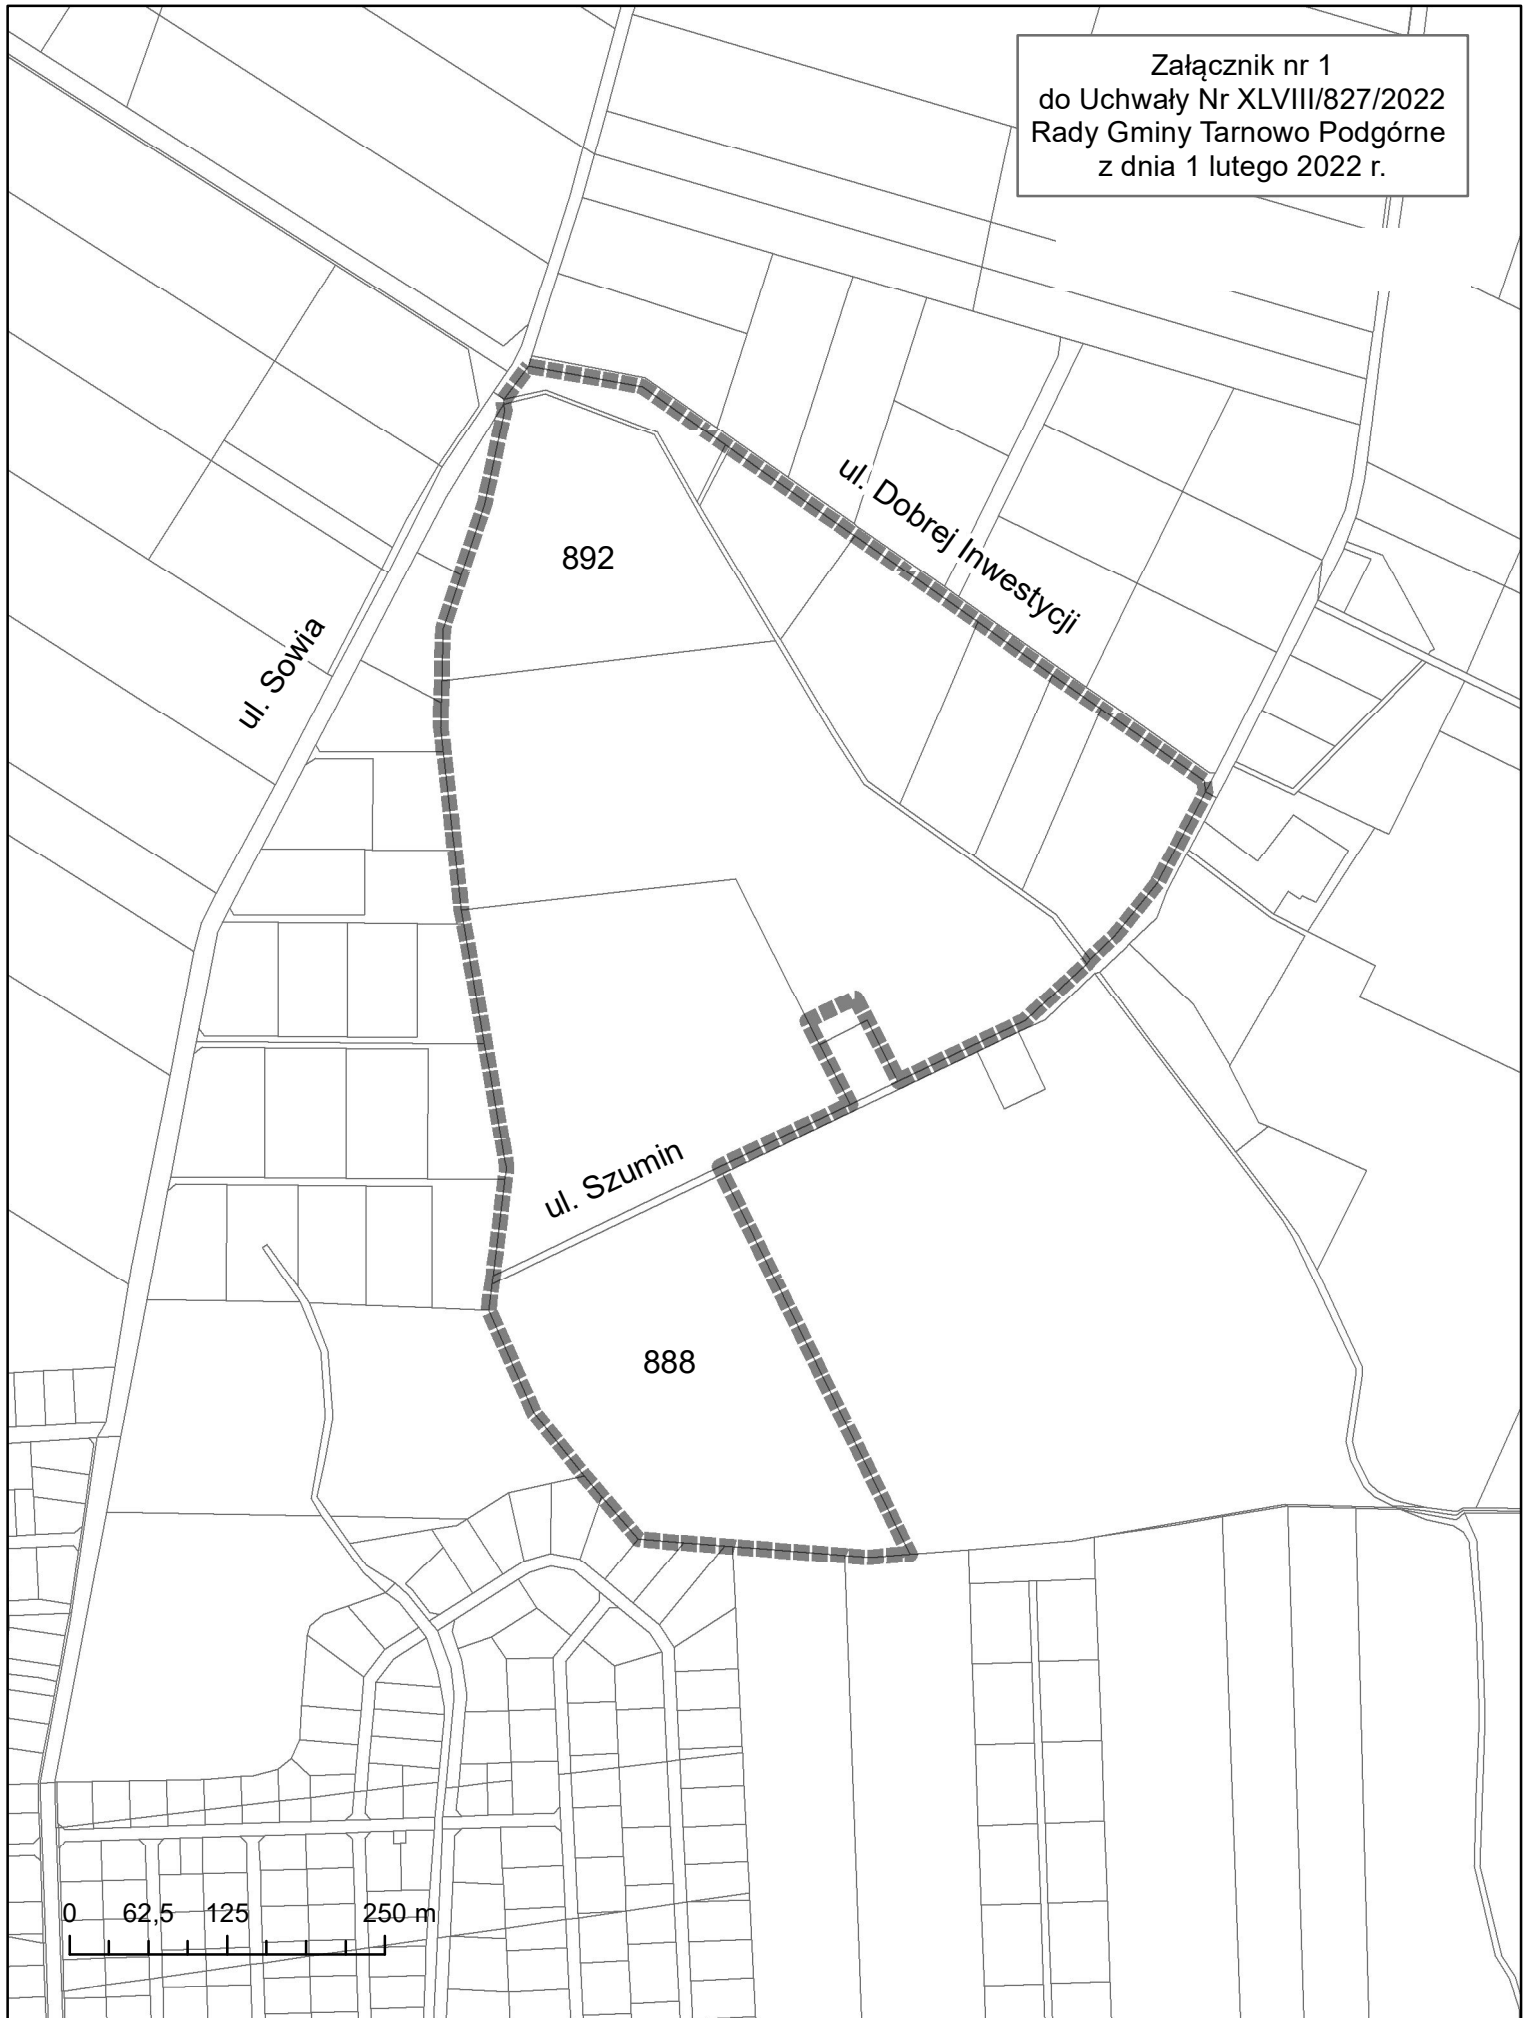 Załącznik nr 1
do Uchwały Nr XLVIII/827/2022
Rady Gminy Tarnowo Podgórne
z dnia 1 lutego 2022 r.
ul. Dobrej Inwestycji
892
ul. Sowia
ul. Szumin
888
0 62,5 125 250 m